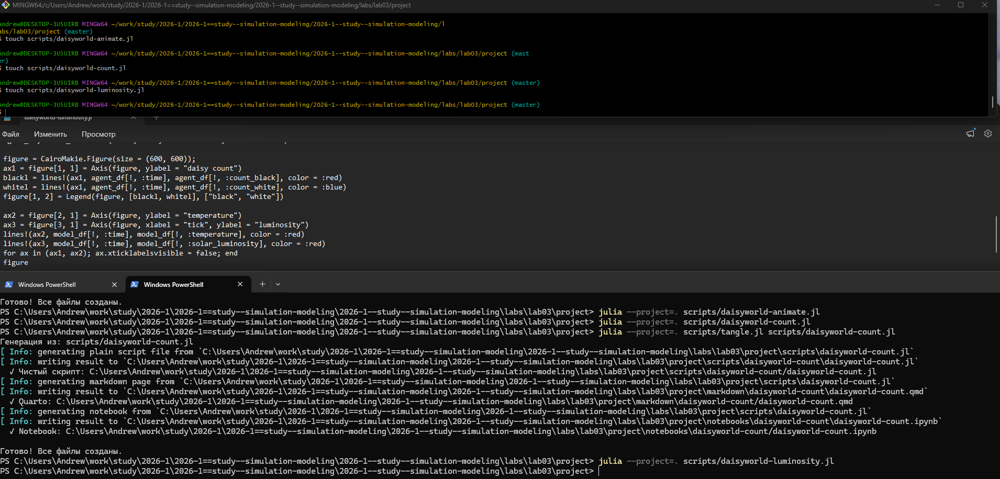 MINGW64:/c/Users/Andrew/work/study/2026-1/2026-1==study--simulation-modeling/2026-1--study--simulation-modeling/labs/lab03/project
Andrew@DESKTOP-3U5UIRB MINGW64 ~/work/study/2026-1/2026-1==study--simulation-modeling/2026-1--study--simulation-modeling/l
abs/lab03/project (master)
$ touch scripts/daisyworld-animate.jl
Andrew@DESKTOP-3U5UIRB MINGW64 ~/work/study/2026-1/2026-1==study--simulation-modeling/2026-1--study--simulation-modeling/labs/lab03/project (mast
er)
$ touch scripts/daisyworld-count.jl
Andrew@DESKTOP-3U5UIRB MINGW64 ~/work/study/2026-1/2026-1==study--simulation-modeling/2026-1--study--simulation-modeling/labs/lab03/project (master)
$ touch scripts/daisyworld-luminosity.jl
Andrew@DESKTOP-3U5UIRB MINGW64 ~/work/study/2026-1/2026-1==study--simulation-modeling/2026-1--study--simulation-modeling/labs/lab03/project (master)
$
daisyworld-luminosity.jl
Файл Изменить Просмотр
figure = CairoMakie.Figure(size = (600, 600));
ax1 = figure[1, 1] = Axis(figure, ylabel = "daisy count")
blackl = lines!(ax1, agent_df[!, :time], agent_df[!, :count_black], color = :red)
whitel = lines!(ax1, agent_df[!, :time], agent_df[!, :count_white], color = :blue)
figure[1, 2] = Legend(figure, [blackl, whitel], ["black", "white"])
ax2 = figure[2, 1] = Axis(figure, ylabel = "temperature")
ax3 = figure[3, 1] = Axis(figure, xlabel = "tick", ylabel = "luminosity")
lines!(ax2, model_df[!, :time], model_df[!, :temperature], color = :red)
lines!(ax3, model_df[!, :time], model_df[!, :solar_luminosity], color = :red)
for ax in (ax1, ax2); ax.xticklabelsvisible = false; end
figure
Windows PowerShell Windows PowerShell
Готово! Все файлы созданы.
PS C:\Users\Andrew\work\study\2026-1\2026-1==study--simulation-modeling\2026-1--study--simulation-modeling\labs\lab03\project> julia --project=. scripts/daisyworld-animate.jl
PS C:\Users\Andrew\work\study\2026-1\2026-1==study--simulation-modeling\2026-1--study--simulation-modeling\labs\lab03\project> julia --project=. scripts/daisyworld-count.jl
PS C:\Users\Andrew\work\study\2026-1\2026-1==study--simulation-modeling\2026-1--study--simulation-modeling\labs\lab03\project> julia --project=. scripts/tangle.jl scripts/daisyworld-count.jl
Генерация из: scripts/daisyworld-count.jl
[ Info: generating plain script file from `C:\Users\Andrew\work\study\2026-1\2026-1==study--simulation-modeling\2026-1--study--simulation-modeling\labs\lab03\project\scripts\daisyworld-count.jl`
[ Info: writing result to `C:\Users\Andrew\work\study\2026-1\2026-1==study--simulation-modeling\2026-1--study--simulation-modeling\labs\lab03\project\scripts\daisyworld-count\daisyworld-count.jl`
✓ Чистый скрипт: C:\Users\Andrew\work\study\2026-1\2026-1==study--simulation-modeling\2026-1--study--simulation-modeling\labs\lab03\project\scripts\daisyworld-count/daisyworld-count.jl
[ Info: generating markdown page from `C:\Users\Andrew\work\study\2026-1\2026-1==study--simulation-modeling\2026-1--study--simulation-modeling\labs\lab03\project\scripts\daisyworld-count.jl`
[ Info: writing result to `C:\Users\Andrew\work\study\2026-1\2026-1==study--simulation-modeling\2026-1--study--simulation-modeling\labs\lab03\project\markdown\daisyworld-count\daisyworld-count.qmd`
✓ Quarto: C:\Users\Andrew\work\study\2026-1\2026-1==study--simulation-modeling\2026-1--study--simulation-modeling\labs\lab03\project\markdown\daisyworld-count/daisyworld-count.qmd
[ Info: generating notebook from `C:\Users\Andrew\work\study\2026-1\2026-1==study--simulation-modeling\2026-1--study--simulation-modeling\labs\lab03\project\scripts\daisyworld-count.jl`
[ Info: writing result to `C:\Users\Andrew\work\study\2026-1\2026-1==study--simulation-modeling\2026-1--study--simulation-modeling\labs\lab03\project\notebooks\daisyworld-count\daisyworld-count.ipynb`
✓ Notebook: C:\Users\Andrew\work\study\2026-1\2026-1==study--simulation-modeling\2026-1--study--simulation-modeling\labs\lab03\project\notebooks\daisyworld-count/daisyworld-count.ipynb
Готово! Все файлы созданы.
PS C:\Users\Andrew\work\study\2026-1\2026-1==study--simulation-modeling\2026-1--study--simulation-modeling\labs\lab03\project> julia --project=. scripts/daisyworld-luminosity.jl
PS C:\Users\Andrew\work\study\2026-1\2026-1==study--simulation-modeling\2026-1--study--simulation-modeling\labs\lab03\project>